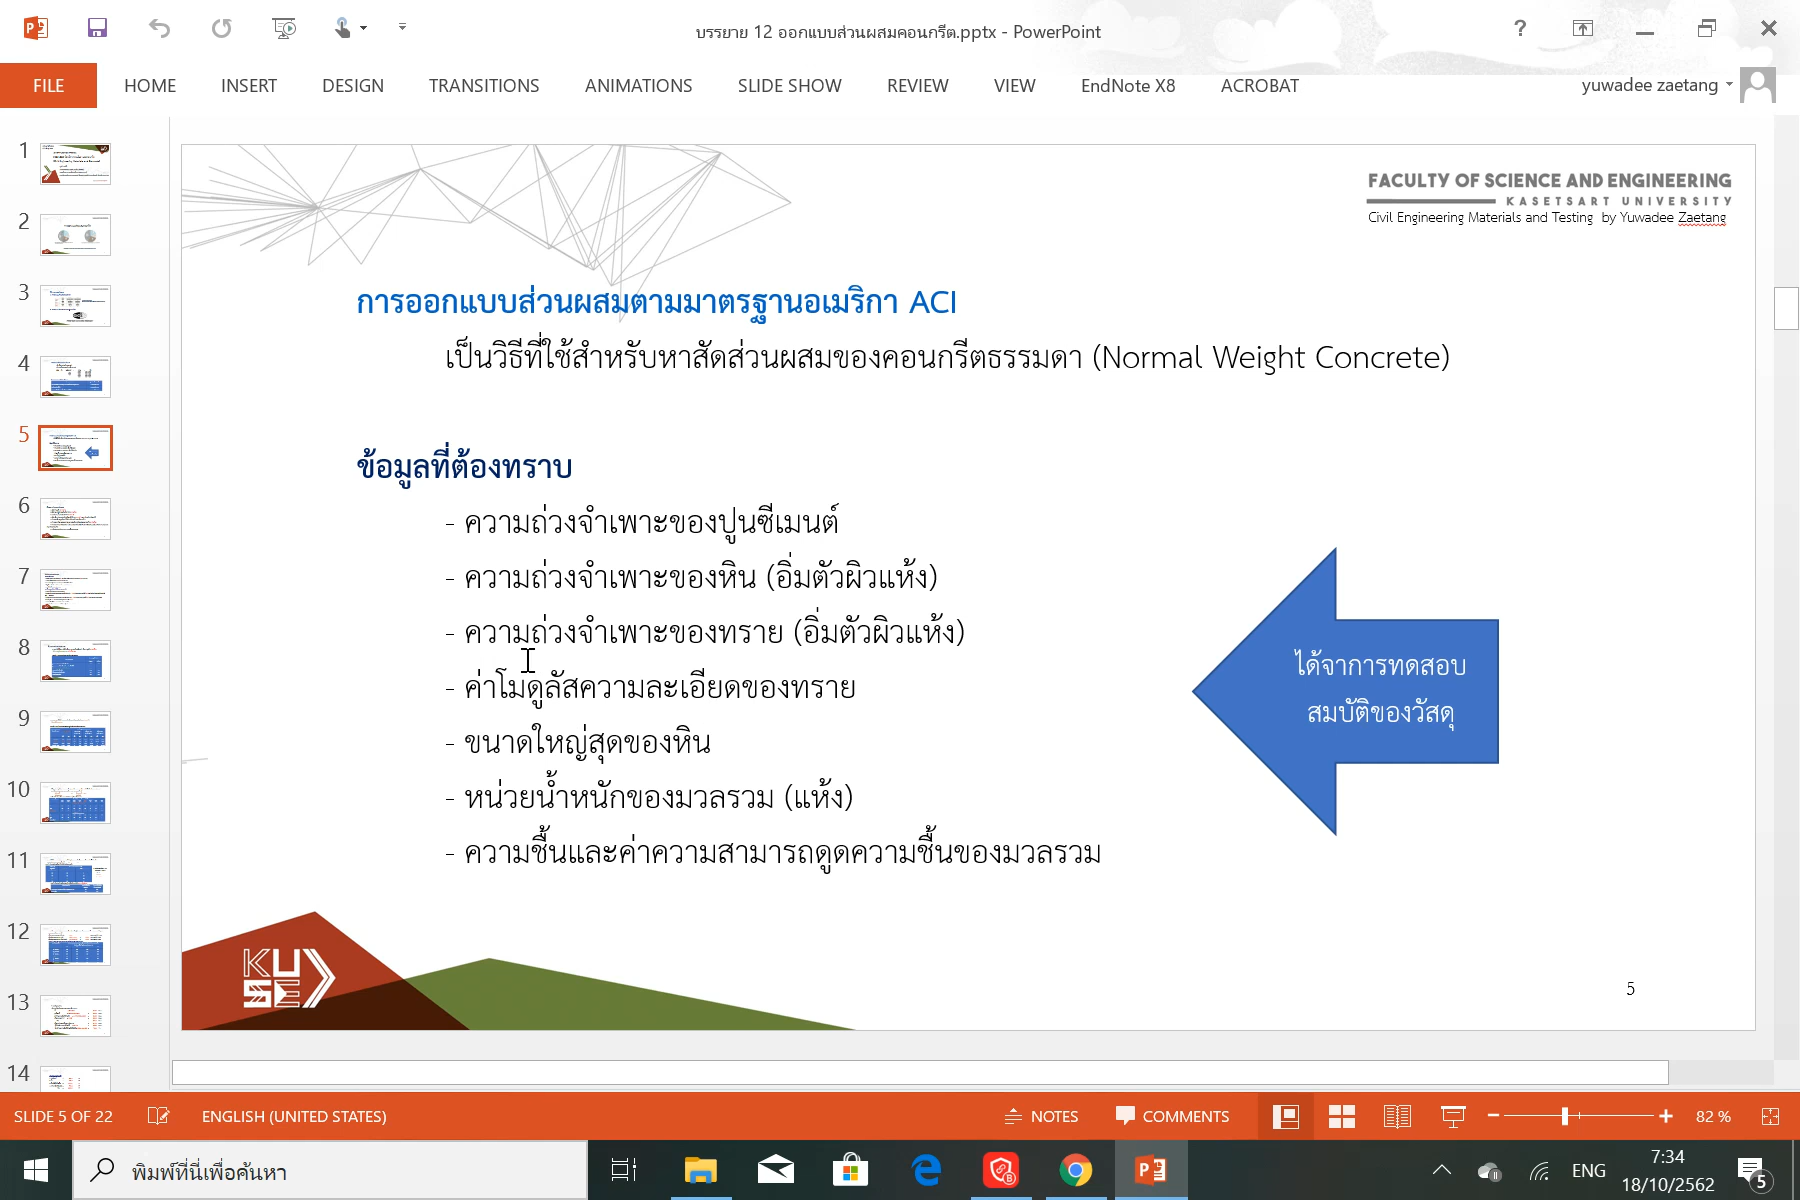 บรรยาย 12 ออกแบบส่วนผสมคอนกรีต.pptx - PowerPoint
?
FILE HOME INSERT DESIGN TRANSITIONS ANIMATIONS SLIDE SHOW REVIEW VIEW EndNote X8 ACROBAT yuwadee zaetang
1
2
3
4
5
6
7
8
9
10
11
12
13
14
FACULTY OF SCIENCE AND ENGINEERING
KASETSART UNIVERSITY
Civil Engineering Materials and Testing by Yuwadee Zaetang
การออกแบบส่วนผสมตามมาตรฐานอเมริกา ACI
เป็นวิธีที่ใช้สำหรับหาสัดส่วนผสมของคอนกรีตธรรมดา (Normal Weight Concrete)
ข้อมูลที่ต้องทราบ
- ความถ่วงจำเพาะของปูนซีเมนต์
- ความถ่วงจำเพาะของหิน (อิ่มตัวผิวแห้ง)
- ความถ่วงจำเพาะของทราย (อิ่มตัวผิวแห้ง)
- ค่าโมดูลัสความละเอียดของทราย
- ขนาดใหญ่สุดของหิน
- หน่วยน้ำหนักของมวลรวม (แห้ง)
- ความชื้นและค่าความสามารถดูดความชื้นของมวลรวม
ได้จาการทดสอบ
สมบัติของวัสดุ
KU
SE
5
SLIDE 5 OF 22 ENGLISH (UNITED STATES) NOTES COMMENTS 82 %
พิมพ์ที่นี่เพื่อค้นหา
ENG
7:34
18/10/2562
5